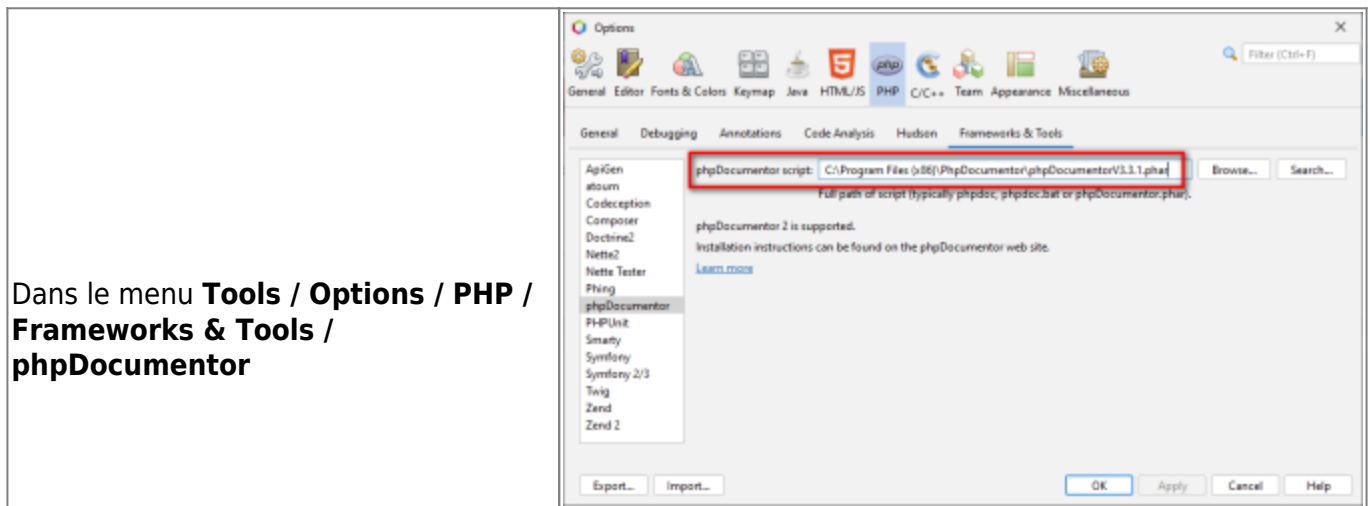 Dans le menu Tools / Options / PHP /
Frameworks & Tools /
phpDocumentor
Options
Filter (Ctrl+F)
General Editor Fonts & Colors Keymap Java HTML/JS PHP C/C++ Team Appearance Miscellaneous
General Debugging Annotations Code Analysis Hudson Frameworks & Tools
ApiGen
atoum
Codeception
Composer
Doctrine2
Nette2
Nette Tester
Phing
phpDocumentor
PHPUnit
Smarty
Symfony
Symfony 2/3
Twig
Zend
Zend 2
phpDocumentor script: C:\Program Files (x86)\PhpDocumentor\phpDocumentorV3.3.1.phar Browse... Search...
Full path of script (typically phpdoc, phpdoc.bat or phpDocumentor.phar).
phpDocumentor 2 is supported.
Installation instructions can be found on the phpDocumentor web site.
Learn more
Export... Import... OK Apply Cancel Help